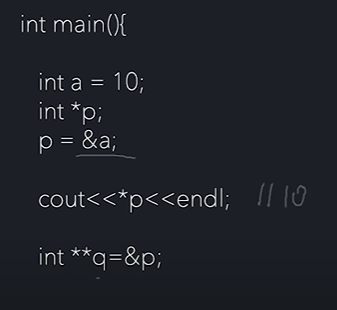 int main(){
int a = 10;
int *p;
p = &a;
cout<<*p<<endl; // 10
int **q=&p;